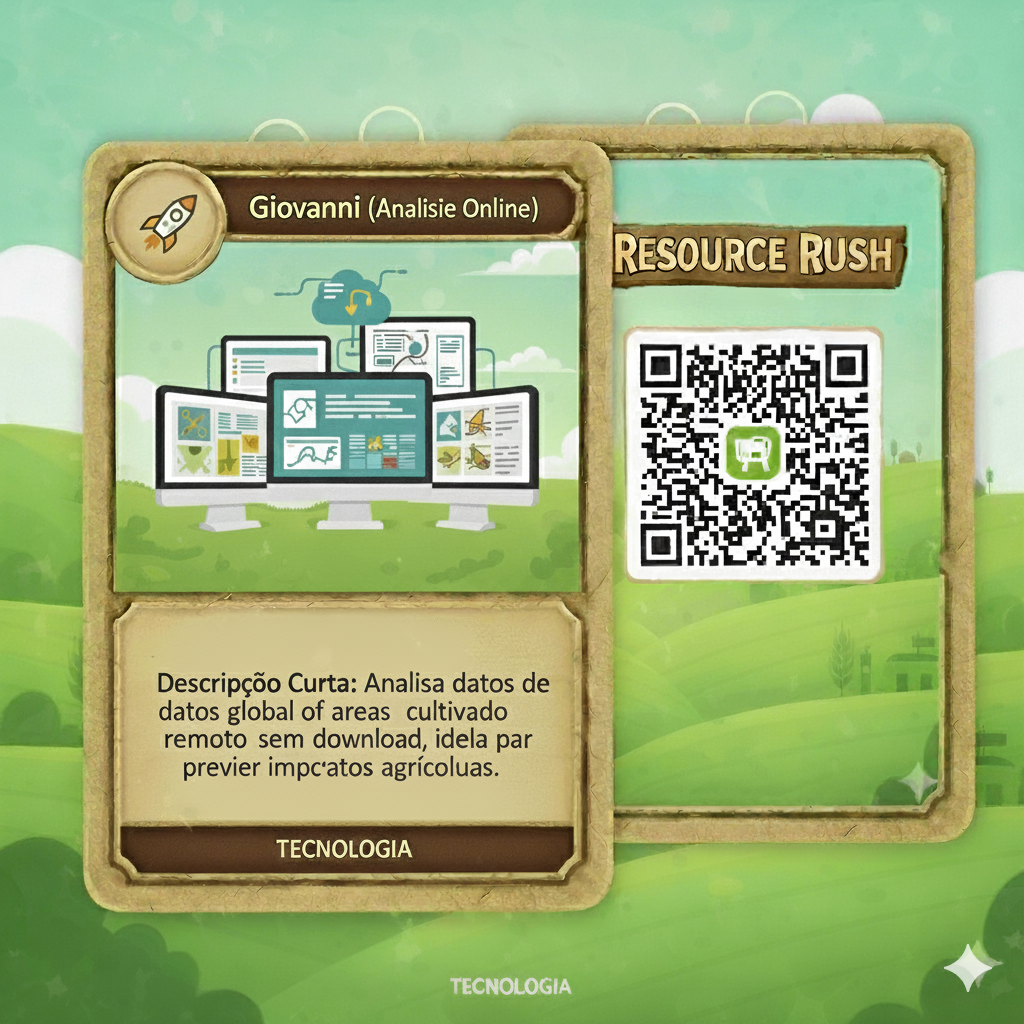 Giovanni (Analisie Online)
RESOURCE RUSH
Descripção Curta: Analisa datos de
datos global of areas cultivado
remoto sem download, idela par
previer impc‘atos agrícoluas.
TECNOLOGIA
TECNOLOGIA